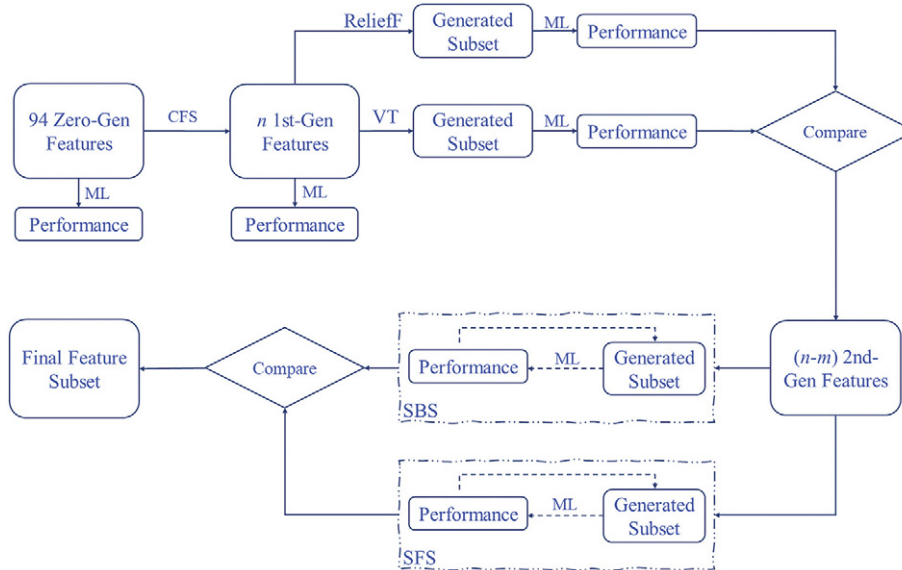 ReliefF
Generated
Subset
ML
Performance
94 Zero-Gen
Features
CFS
n 1st-Gen
Features
VT
Generated
Subset
ML
Performance
Compare
ML
Performance
ML
Performance
Final Feature
Subset
Compare
Performance
ML
Generated
Subset
SBS
(n-m) 2nd-
Gen Features
Performance
ML
Generated
Subset
SFS